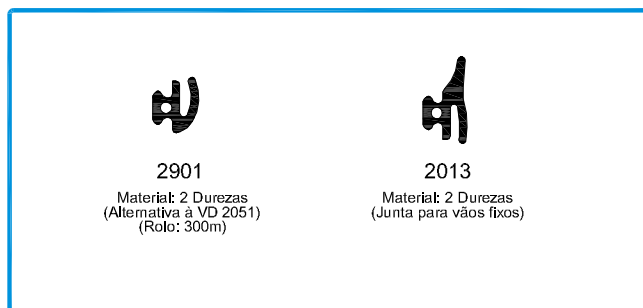 2901
Material: 2 Durezas
(Alternativa à VD 2051)
(Rolo: 300m)
2013
Material: 2 Durezas
(Junta para vãos fixos)